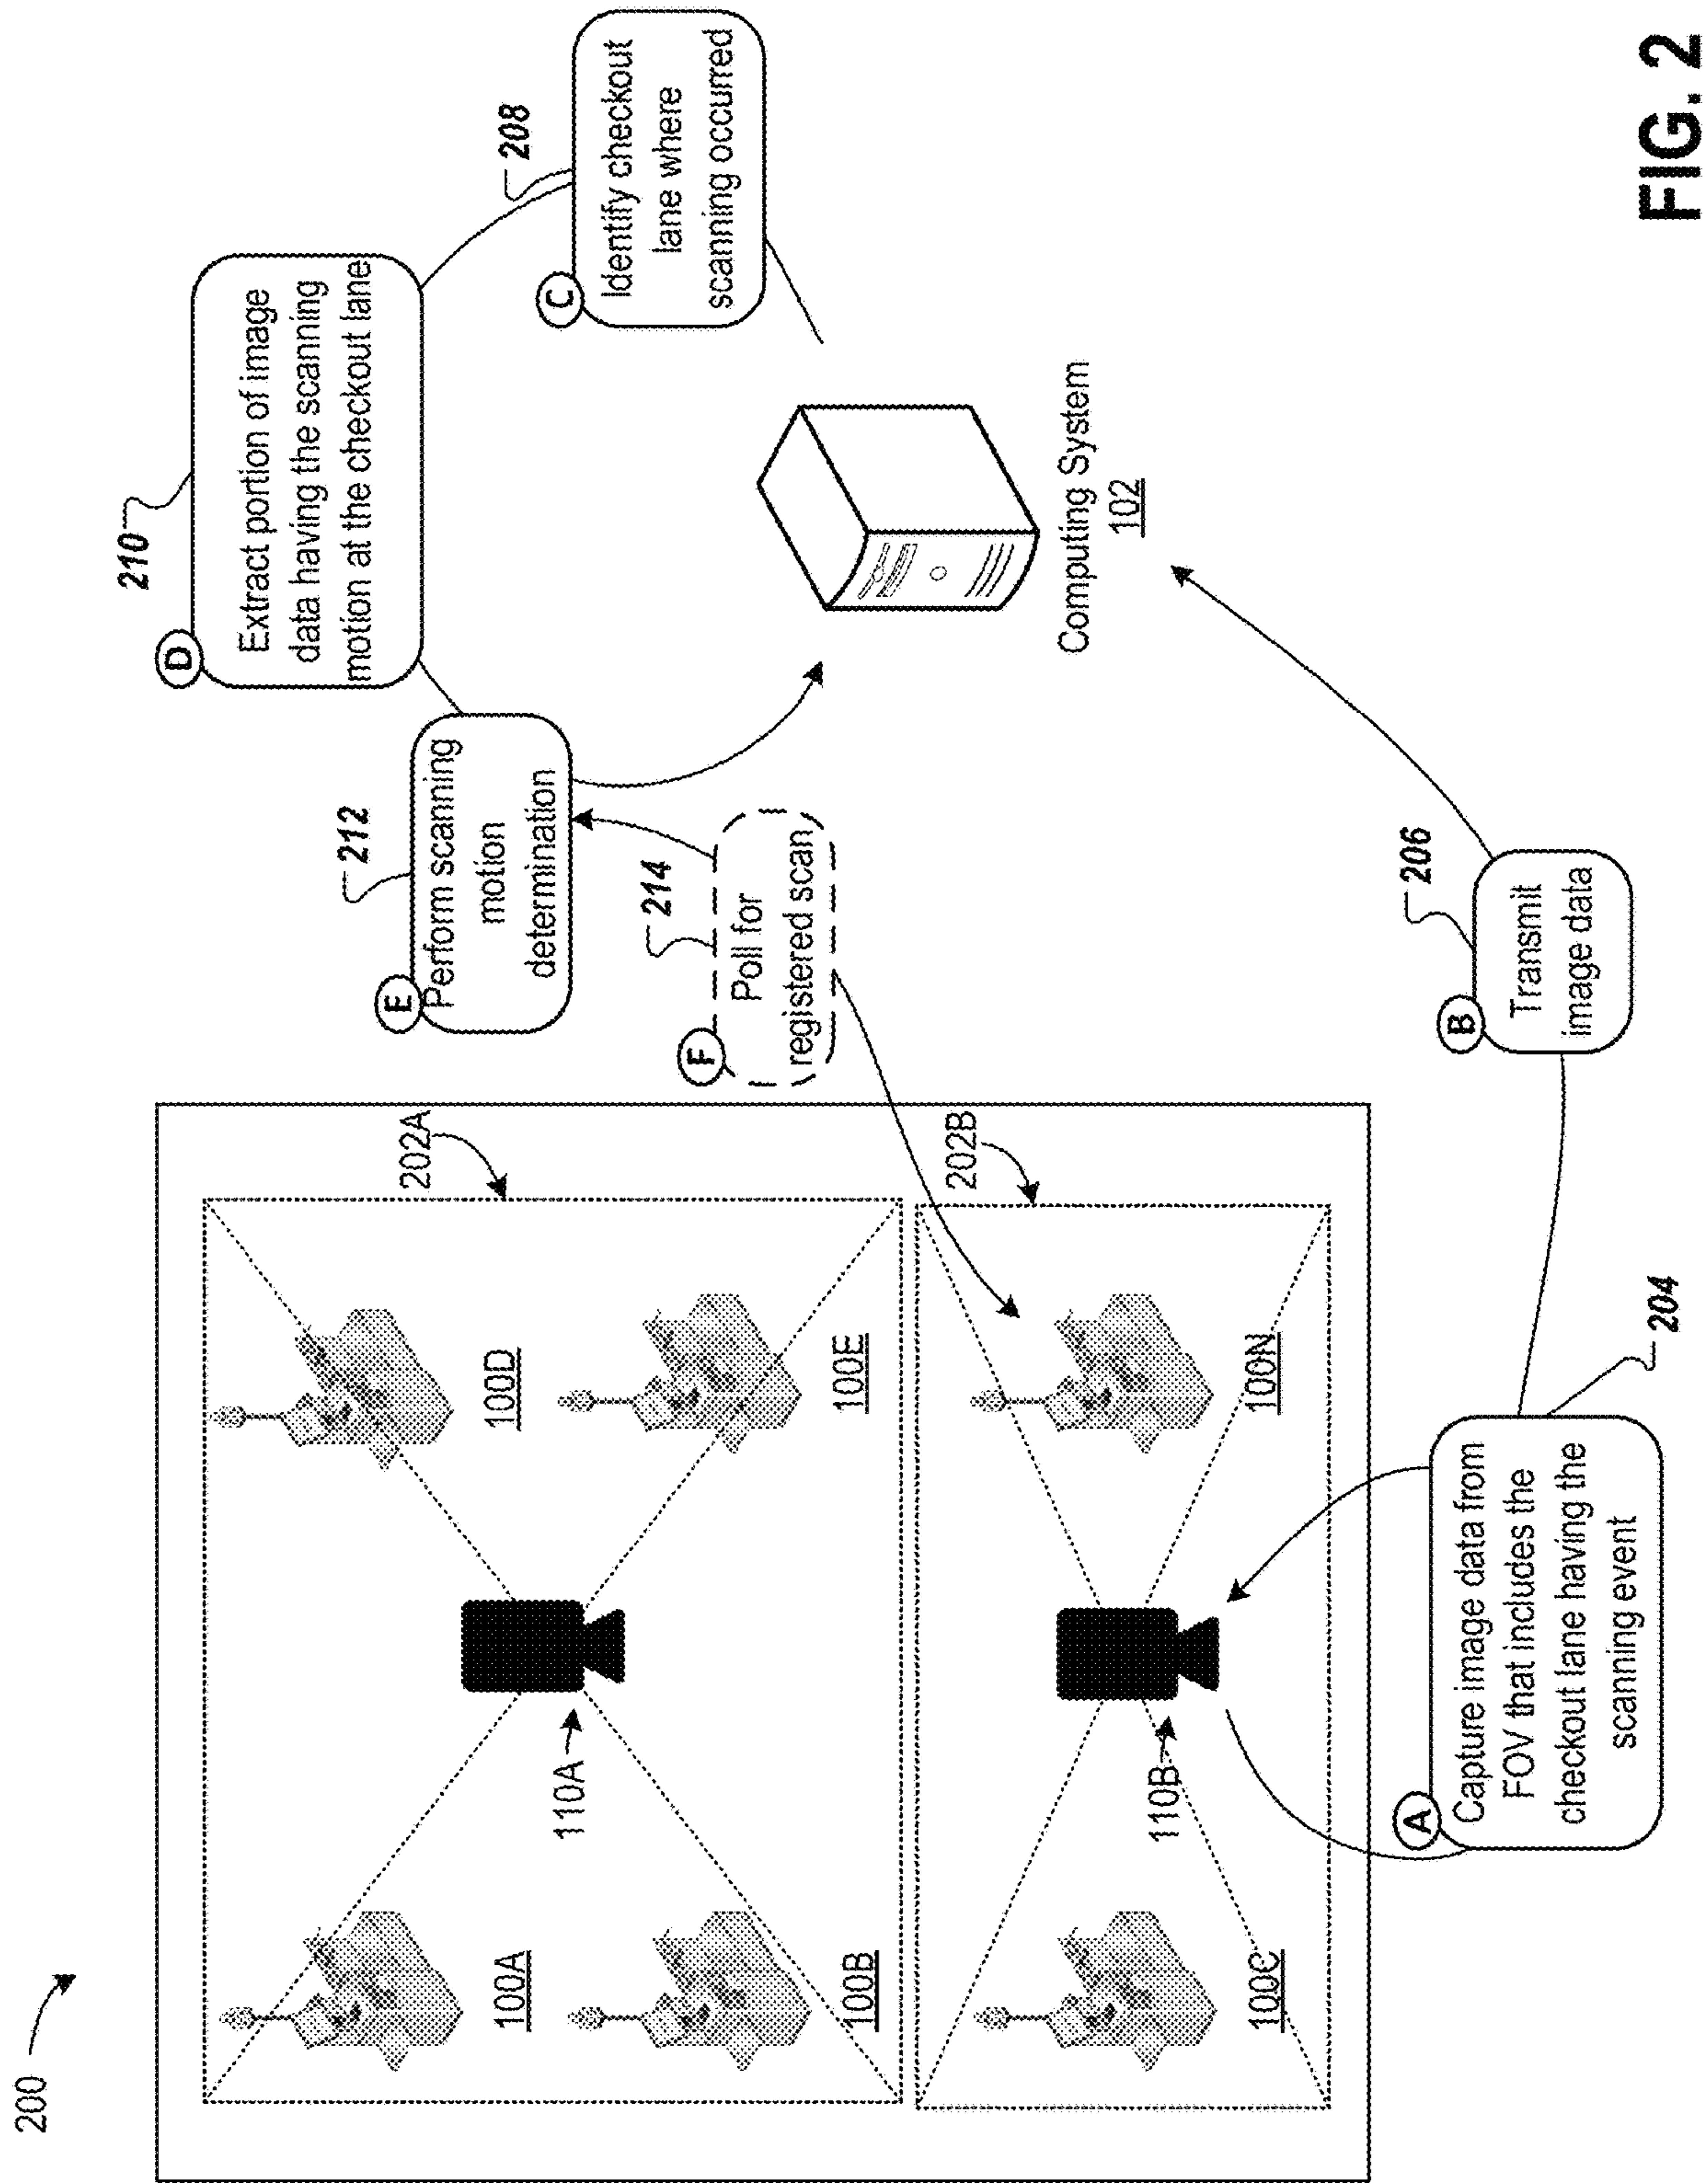 200
202A
100A
100D
110A
100B
100E
202B
100C
100N
110B
A
Capture image data from
FOV that includes the
checkout lane having the
scanning event
204
B
Transmit
image data
206
C
Identify checkout
lane where
scanning occurred
208
D
Extract portion of image
data having the scanning
motion at the checkout lane
210
E
Perform scanning
motion
determination
212
F
Poll for
registered scan
214
Computing System
102
FIG. 2